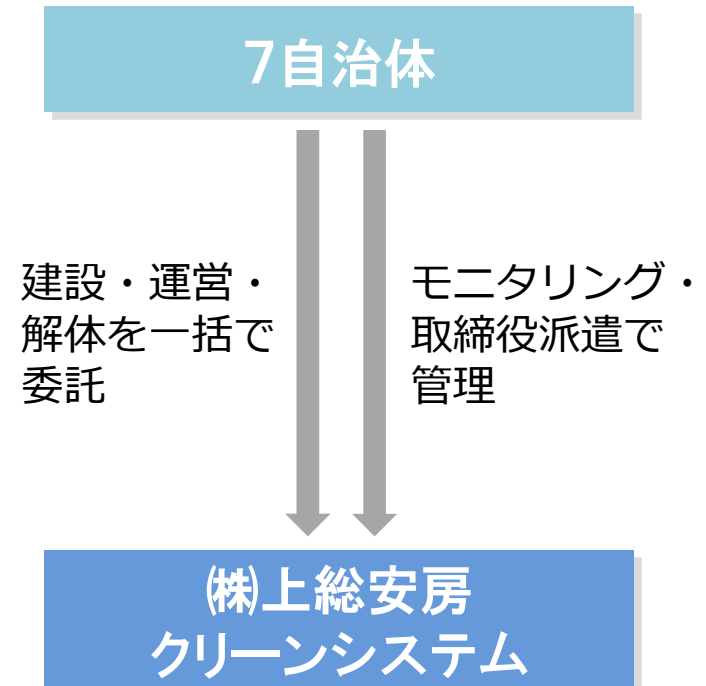 7自治体
建設・運営・
解体を一括で
委託
モニタリング・
取締役派遣で
管理
㈱上総安房
クリーンシステム